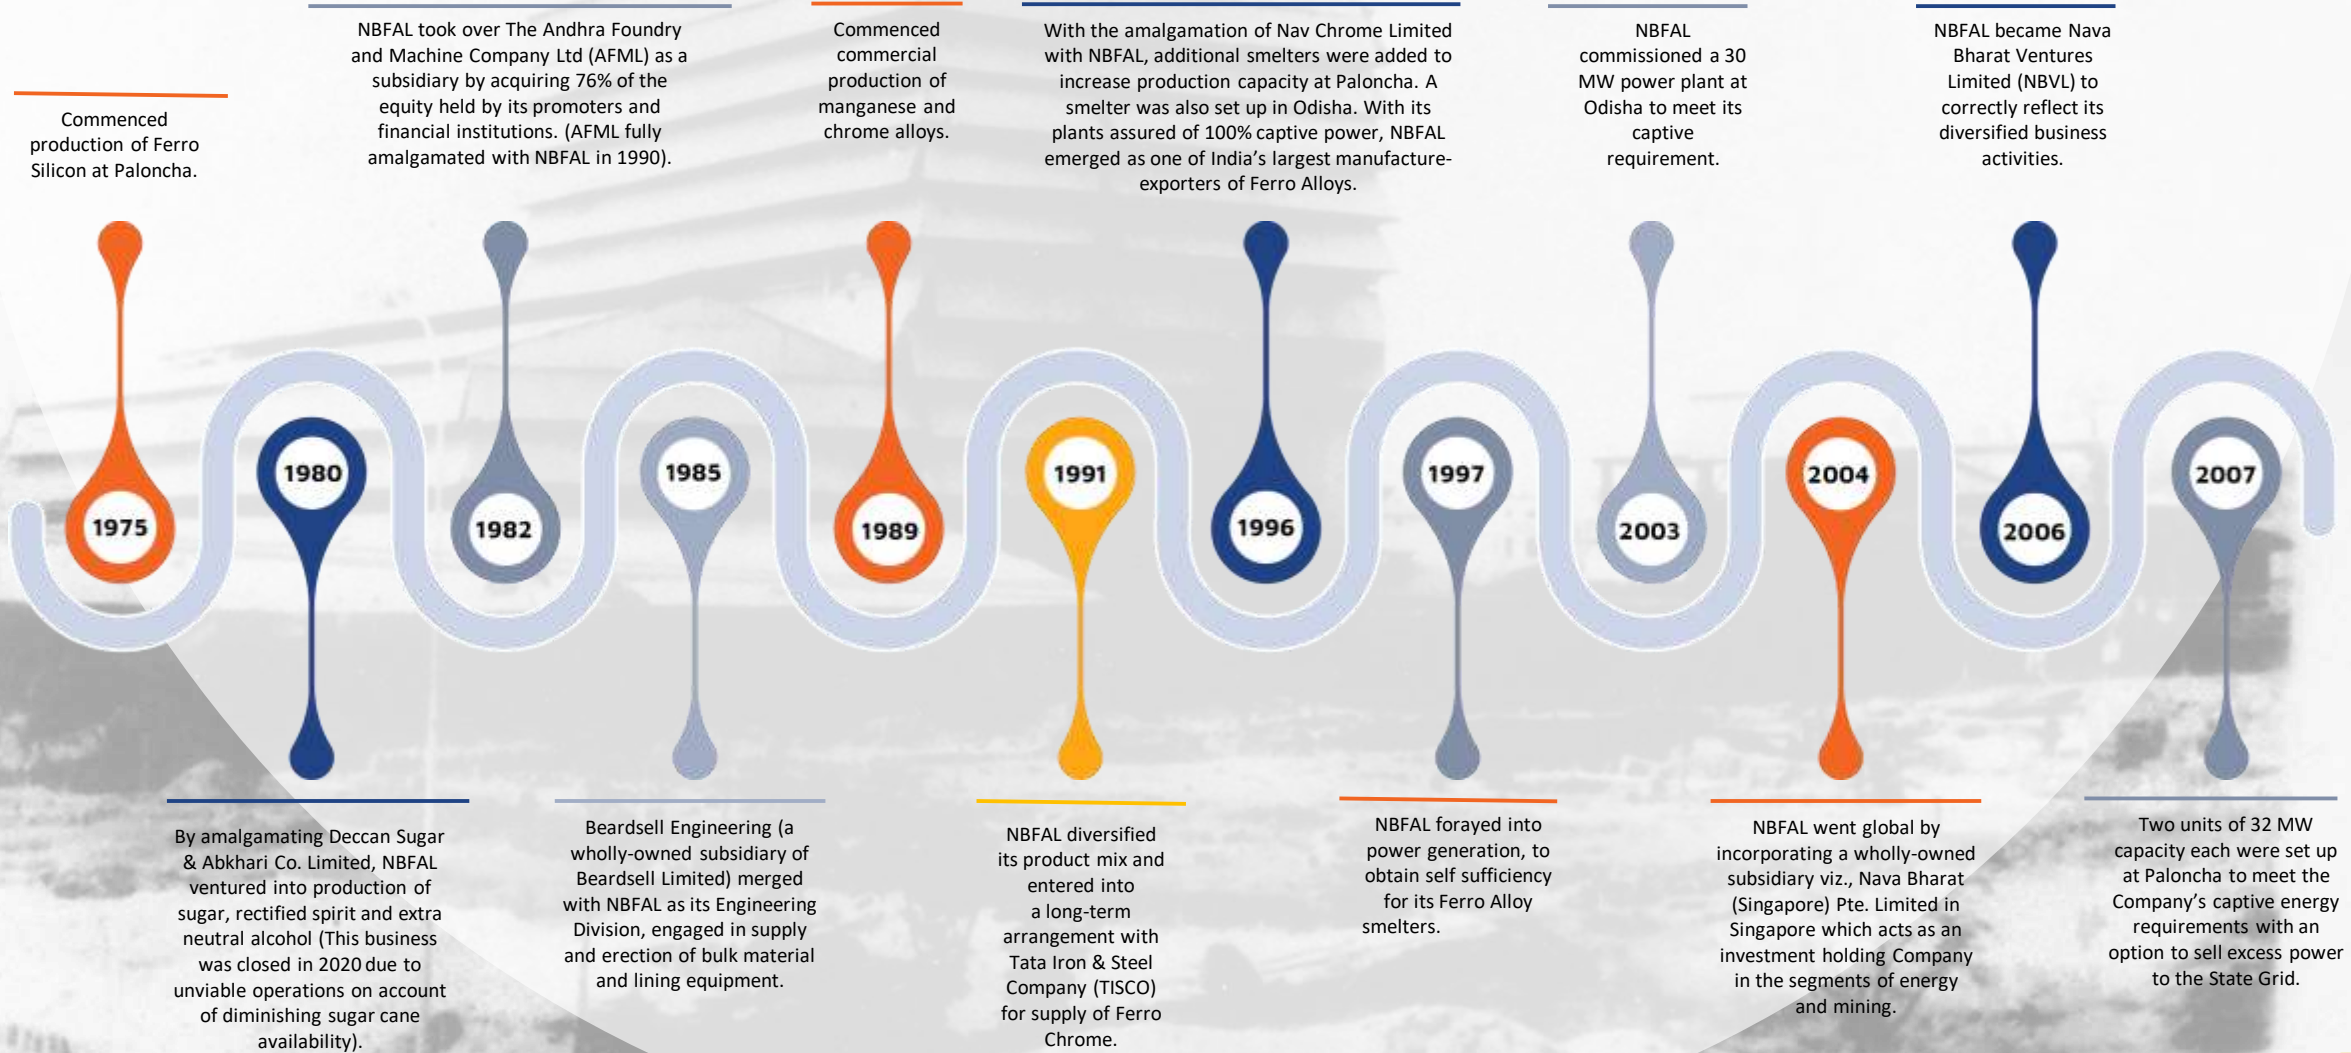 Commenced
production of Ferro
Silicon at Paloncha.
1975
1980
By amalgamating Deccan Sugar
& Abkhari Co. Limited, NBFAL
ventured into production of
sugar, rectified spirit and extra
neutral alcohol (This business
was closed in 2020 due to
unviable operations on account
of diminishing sugar cane
availability).
NBFAL took over The Andhra Foundry
and Machine Company Ltd (AFML) as a
subsidiary by acquiring 76% of the
equity held by its promoters and
financial institutions. (AFML fully
amalgamated with NBFAL in 1990).
1982
1985
Beardsell Engineering (a
wholly-owned subsidiary of
Beardsell Limited) merged
with NBFAL as its Engineering
Division, engaged in supply
and erection of bulk material
and lining equipment.
Commenced
commercial
production of
manganese and
chrome alloys.
1989
1991
NBFAL diversified
its product mix and
entered into
a long-term
arrangement with
Tata Iron & Steel
Company (TISCO)
for supply of Ferro
Chrome.
With the amalgamation of Nav Chrome Limited
with NBFAL, additional smelters were added to
increase production capacity at Paloncha. A
smelter was also set up in Odisha. With its
plants assured of 100% captive power, NBFAL
emerged as one of India's largest manufacture-
exporters of Ferro Alloys.
1996
1997
NBFAL forayed into
power generation, to
obtain self sufficiency
for its Ferro Alloy
smelters.
NBFAL
commissioned a 30
MW power plant at
Odisha to meet its
captive
requirement.
2003
2004
NBFAL went global by
incorporating a wholly-owned
subsidiary viz., Nava Bharat
(Singapore) Pte. Limited in
Singapore which acts as an
investment holding Company
in the segments of energy
and mining.
NBFAL became Nava
Bharat Ventures
Limited (NBVL) to
correctly reflect its
diversified business
activities.
2006
2007
Two units of 32 MW
capacity each were set up
at Paloncha to meet the
Company's captive energy
requirements with an
option to sell excess power
to the State Grid.